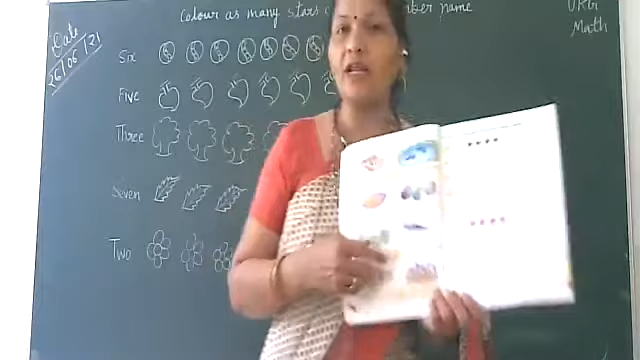 Date
26/06/21
Colour as many stars
ber name
UKG
Math
Six
Five
Three
Seven
Two